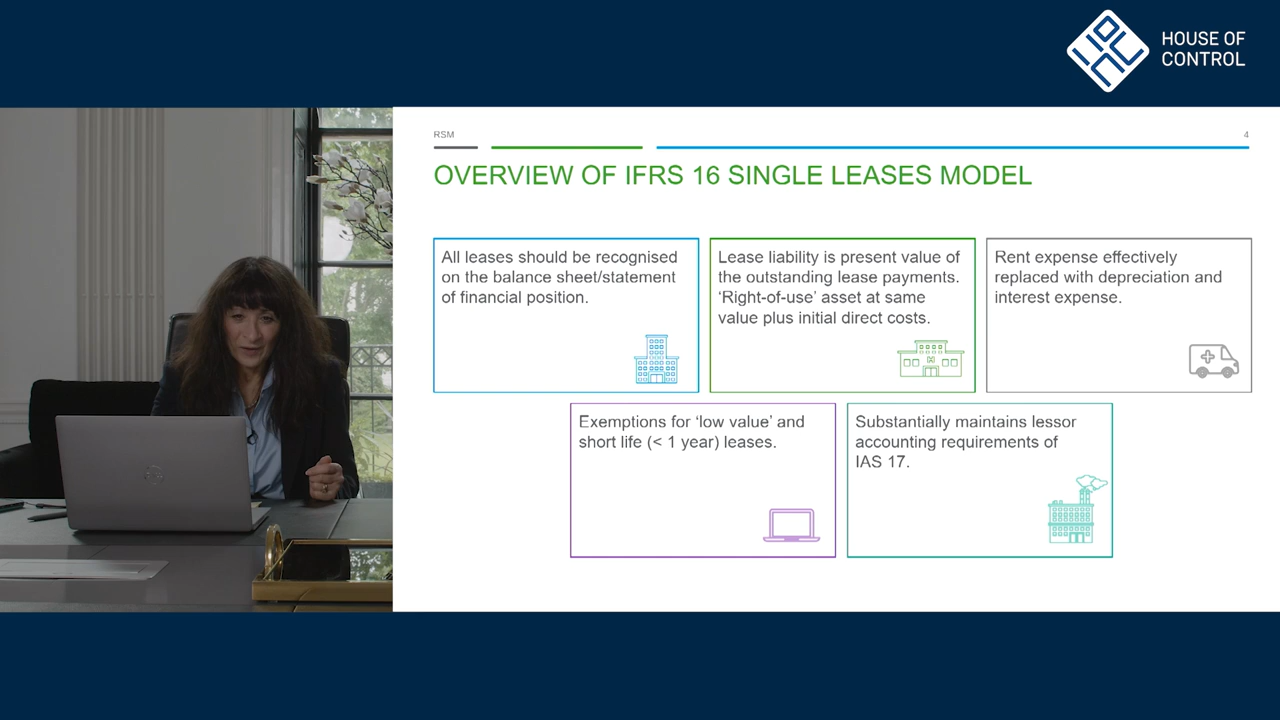 HOUSE OF
CONTROL
RSM
4
OVERVIEW OF IFRS 16 SINGLE LEASES MODEL
All leases should be recognised
on the balance sheet/statement
of financial position.
Lease liability is present value of
the outstanding lease payments.
‘Right-of-use’ asset at same
value plus initial direct costs.
H
Rent expense effectively
replaced with depreciation and
interest expense.
Exemptions for ‘low value’ and
short life (< 1 year) leases.
Substantially maintains lessor
accounting requirements of
IAS 17.